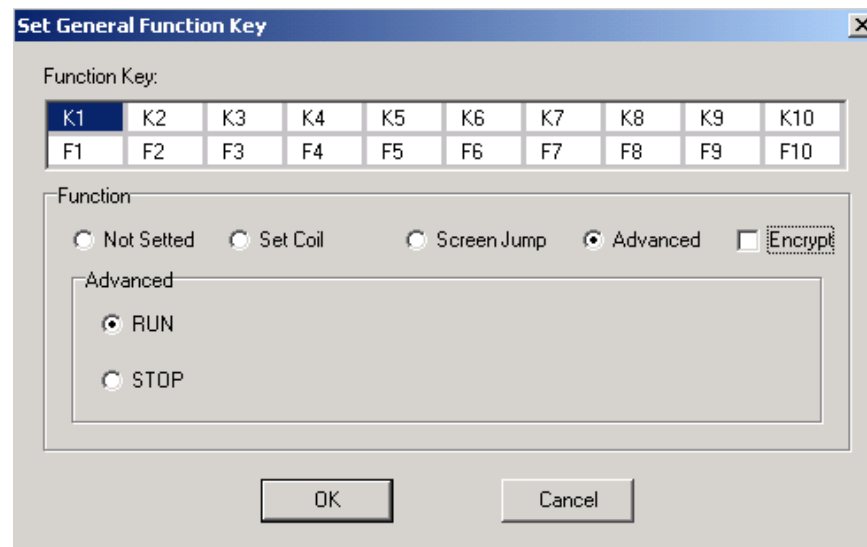 Set General Function Key
Function Key:
K1 K2 K3 K4 K5 K6 K7 K8 K9 K10
F1 F2 F3 F4 F5 F6 F7 F8 F9 F10
Function
Not Setted Set Coil Screen Jump Advanced Encrypt
Advanced
RUN
STOP
OK Cancel